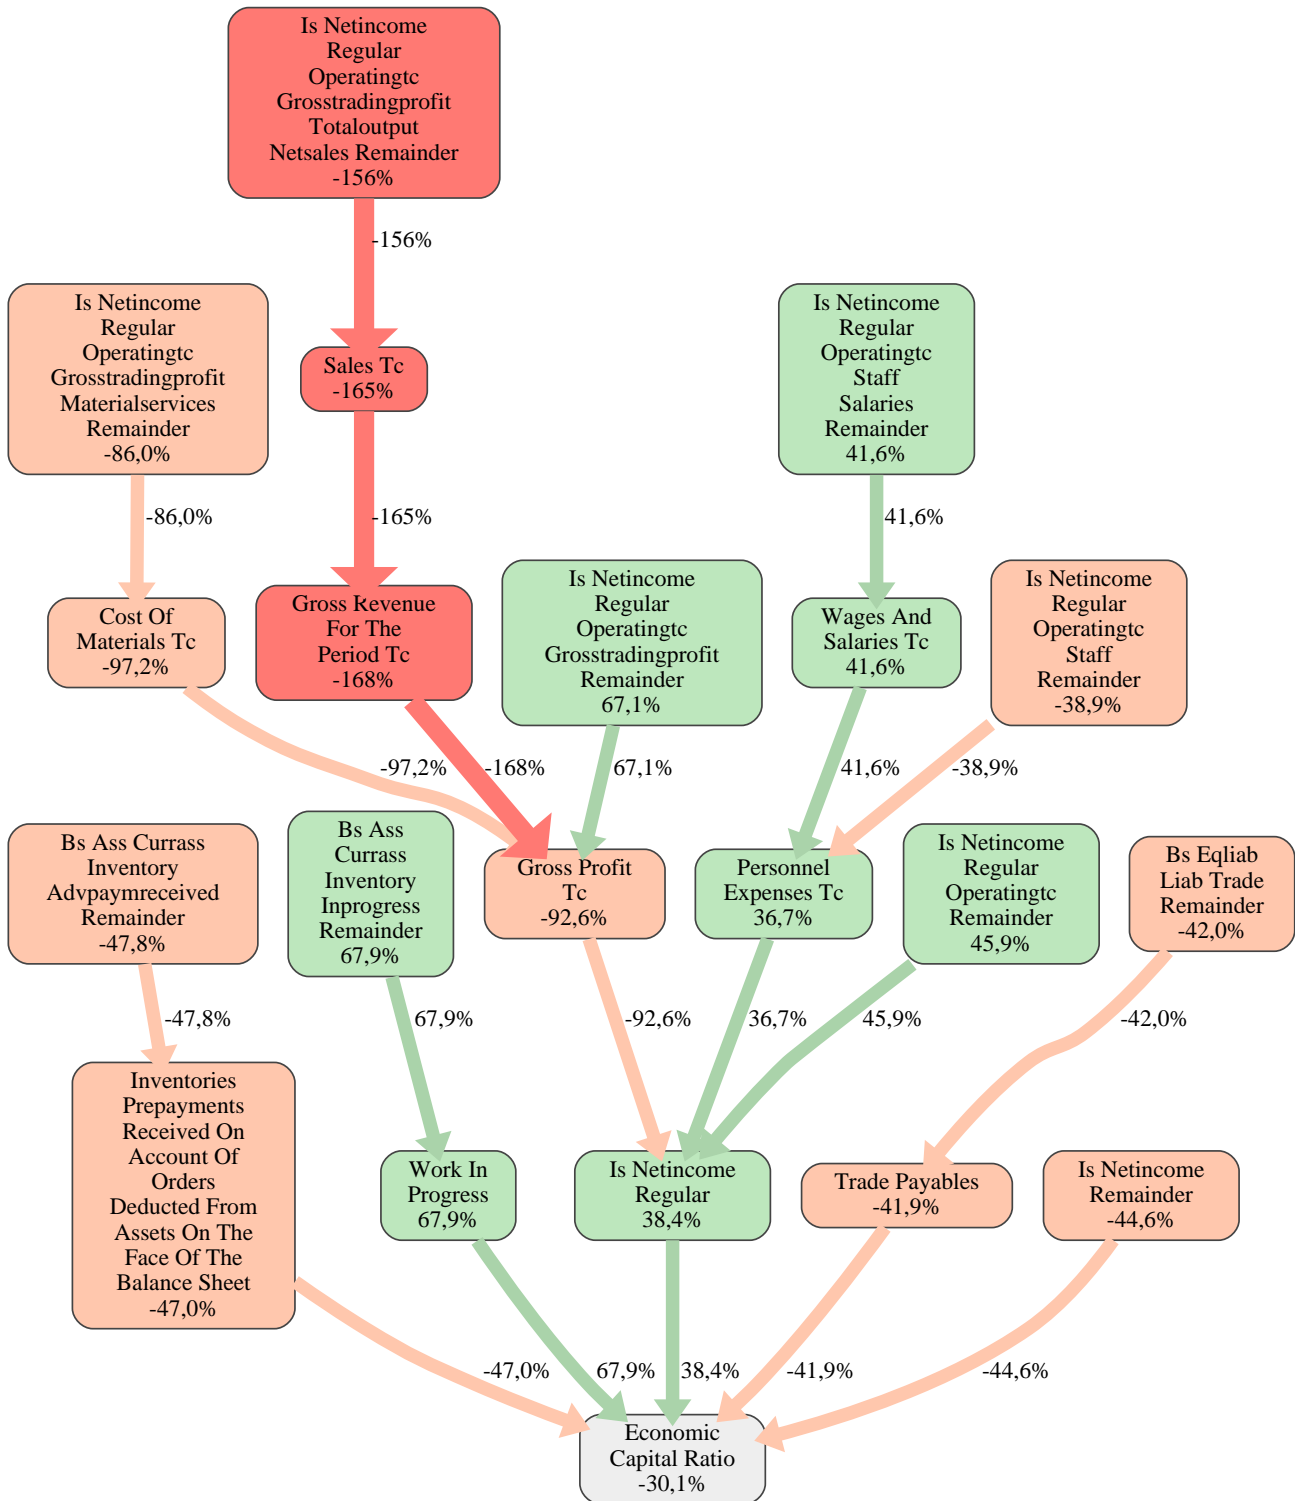 Is Netincome
Regular
Operatingtc
Grosstradingprofit
Totaloutput
Netsales Remainder
-156%
-156%
Is Netincome
Regular
Operatingtc
Grosstradingprofit
Materialservices
Remainder
-86,0%
Sales Tc
-165%
Is Netincome
Regular
Operatingtc
Staff
Salaries
Remainder
41,6%
-86,0%
-165%
41,6%
Cost Of
Materials Tc
-97,2%
Gross Revenue
For The
Period Tc
-168%
Is Netincome
Regular
Operatingtc
Grosstradingprofit
Remainder
67,1%
Wages And
Salaries Tc
41,6%
Is Netincome
Regular
Operatingtc
Staff
Remainder
-38,9%
-97,2%
-168%
67,1%
41,6%
-38,9%
Bs Ass Currass
Inventory
Advpaymreceived
Remainder
-47,8%
Bs Ass
Currass
Inventory
Inprogress
Remainder
67,9%
Gross Profit
Tc
-92,6%
Personnel
Expenses Tc
36,7%
Is Netincome
Regular
Operatingtc
Remainder
45,9%
Bs Eqliab
Liab Trade
Remainder
-42,0%
-47,8%
67,9%
-92,6%
36,7%
45,9%
-42,0%
Inventories
Prepayments
Received On
Account Of
Orders
Deducted From
Assets On The
Face Of The
Balance Sheet
-47,0%
Work In
Progress
67,9%
Is Netincome
Regular
38,4%
Trade Payables
-41,9%
Is Netincome
Remainder
-44,6%
-47,0%
67,9%
38,4%
-41,9%
-44,6%
Economic
Capital Ratio
-30,1%